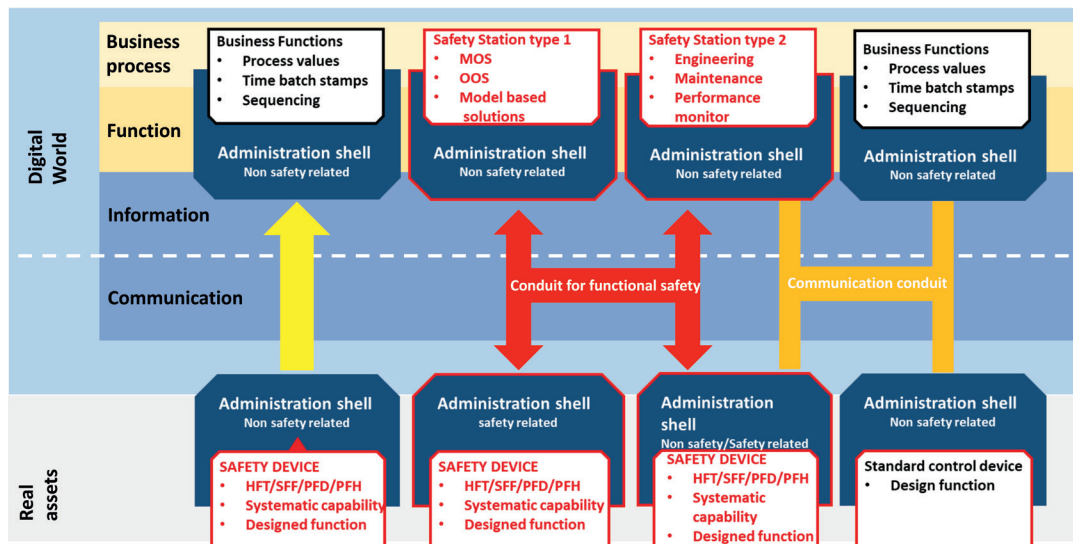 Digital
World
Real
assets
Business
process
Function
Information
Communication
Business Functions
• Process values
• Time batch stamps
• Sequencing
Administration shell
Non safety related
Safety Station type 1
• MOS
• OOS
• Model based
solutions
Administration shell
Non safety related
Safety Station type 2
• Engineering
• Maintenance
• Performance
monitor
Administration shell
Non safety related
Business Functions
• Process values
• Time batch stamps
• Sequencing
Administration shell
Non safety related
Conduit for functional safety
Communication conduit
Administration shell
Non safety related
SAFETY DEVICE
• HFT/SFF/PFD/PFH
• Systematic capability
• Designed function
Administration shell
safety related
SAFETY DEVICE
• HFT/SFF/PFD/PFH
• Systematic capability
• Designed function
Administration
shell
Non safety/Safety related
SAFETY DEVICE
• HFT/SFF/PFD/PFH
• Systematic
capability
• Designed function
Administration shell
Non safety related
Standard control device
• Design function